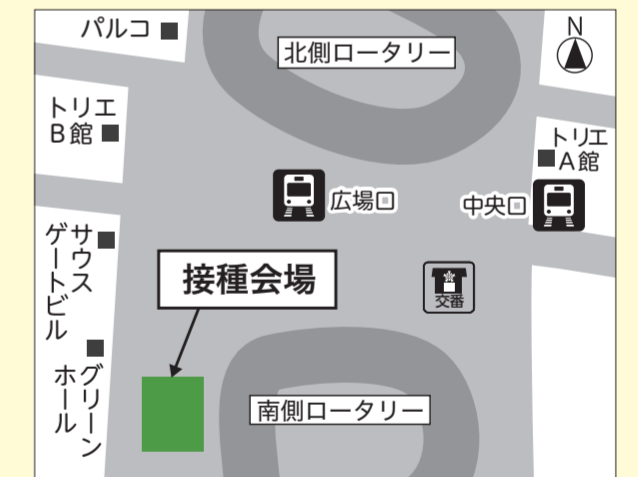 パルコ
北側ロータリー
N
トリエ
B館
トリエ
A館
広場口
中央口
サウス
ゲートビル
接種会場
交番
グリーン
ホール
南側ロータリー